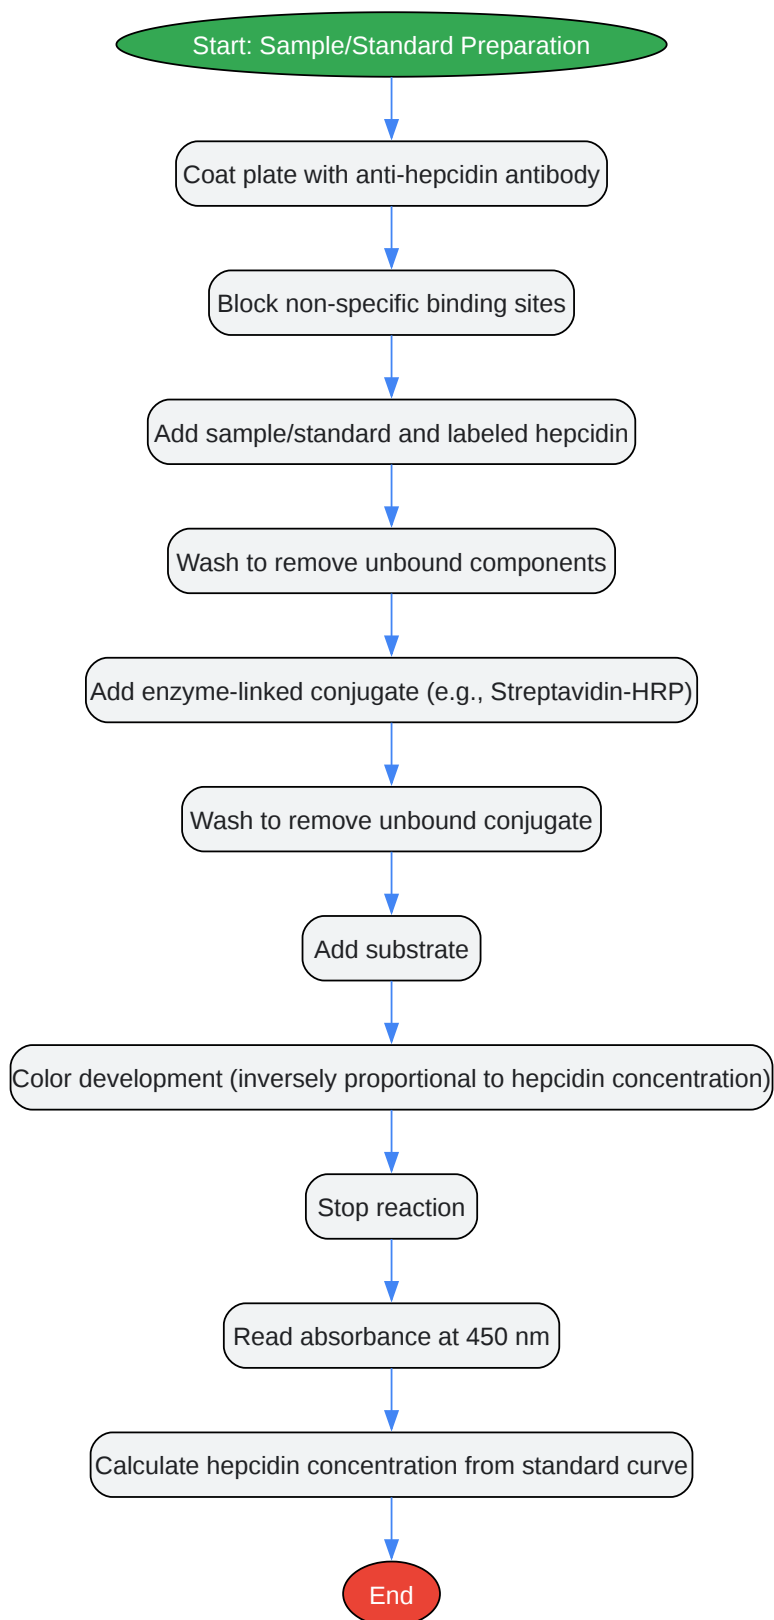 Start: Sample/Standard Preparation
Coat plate with anti-hepcidin antibody
Block non-specific binding sites
Add sample/standard and labeled hepcidin
Wash to remove unbound components
Add enzyme-linked conjugate (e.g., Streptavidin-HRP)
Wash to remove unbound conjugate
Add substrate
Color development (inversely proportional to hepcidin concentration)
Stop reaction
Read absorbance at 450 nm
Calculate hepcidin concentration from standard curve
End